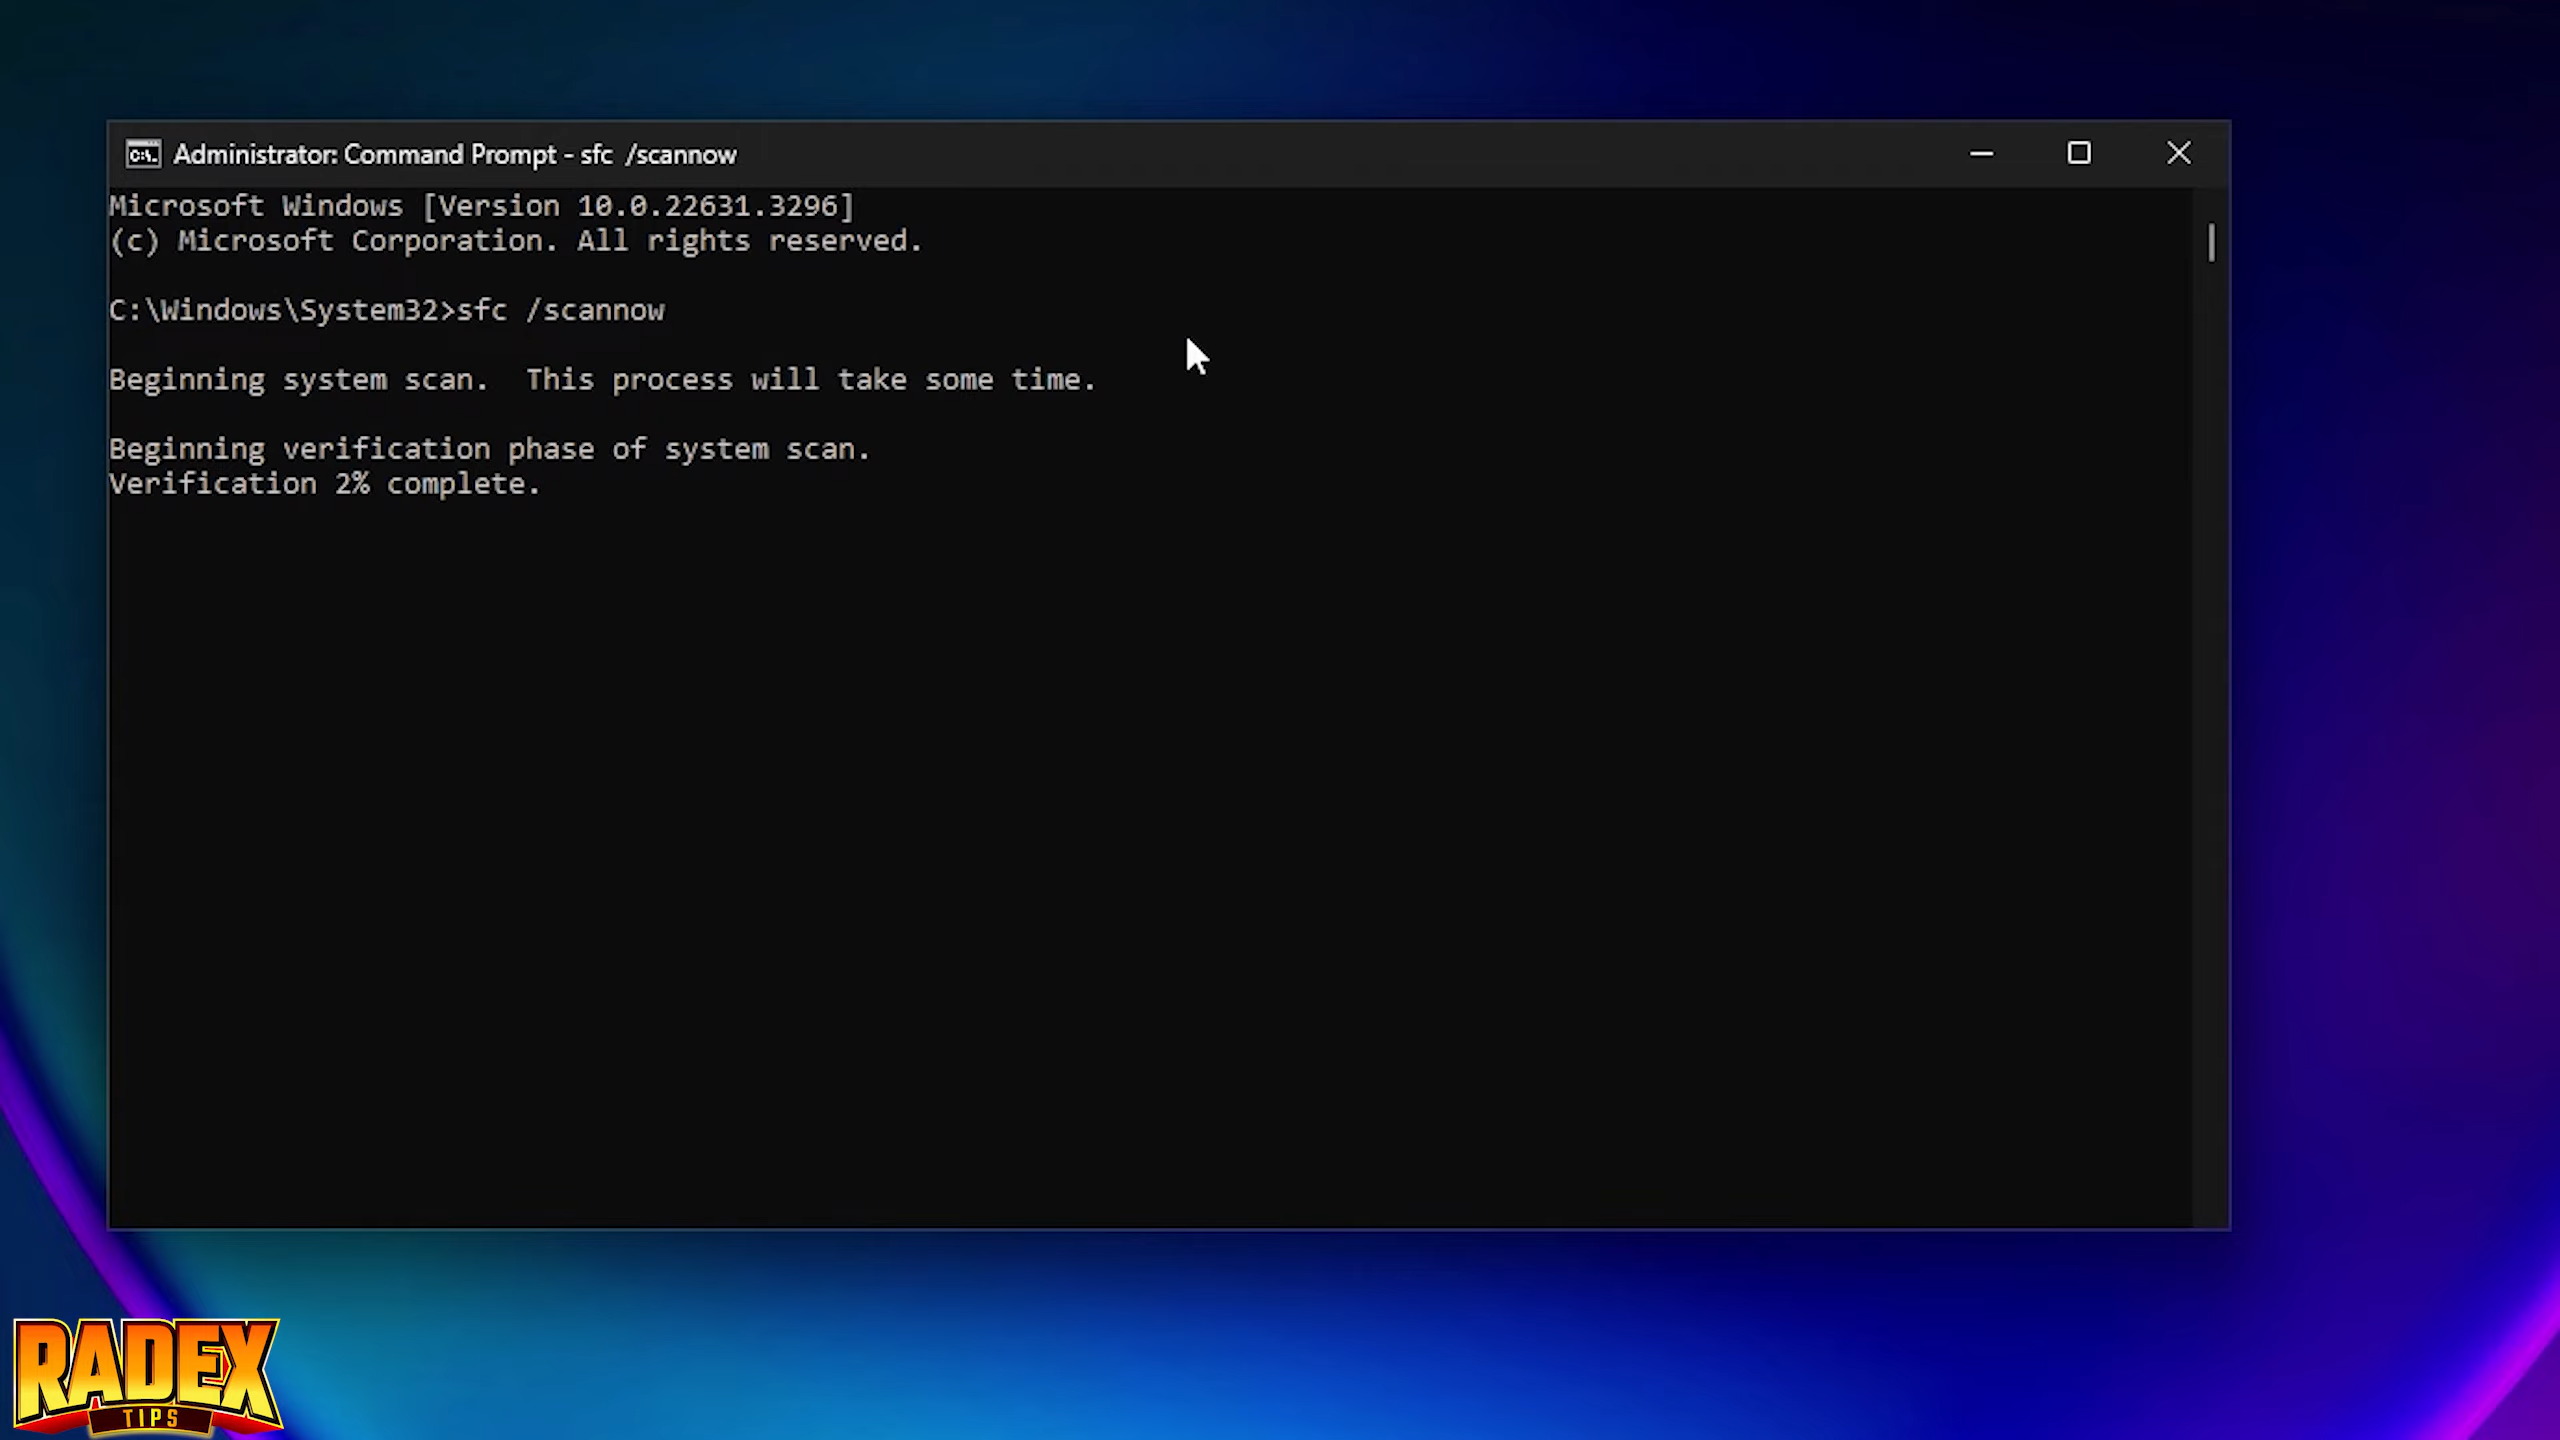 Administrator: Command Prompt - sfc  /scannow
Microsoft Windows [Version 10.0.22631.3296]
(c) Microsoft Corporation. All rights reserved.
C:\Windows\System32>sfc /scannow
Beginning system scan.  This process will take some time.
Beginning verification phase of system scan.
Verification 2% complete.
RADEX
TIPS